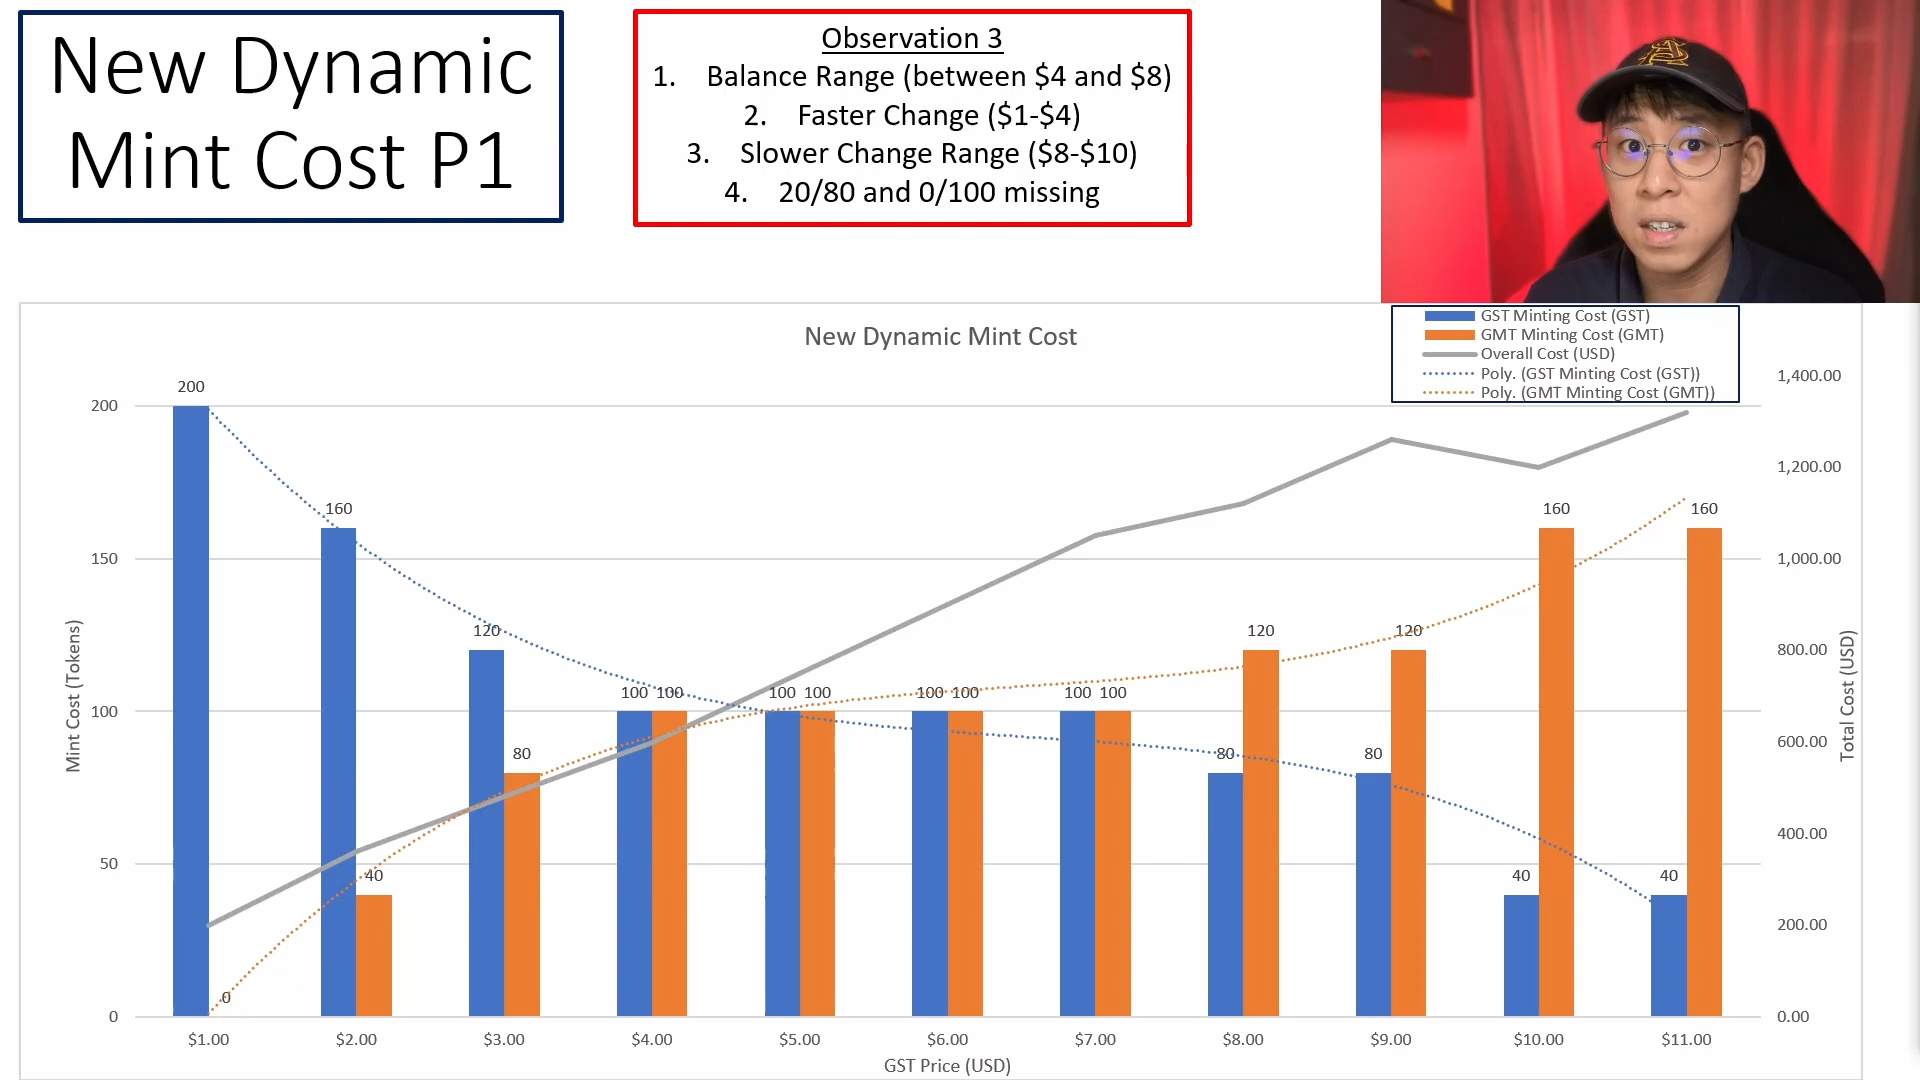 New Dynamic
Mint Cost P1
Observation 3
1. Balance Range (between $4 and $8)
2. Faster Change ($1-$4)
3. Slower Change Range ($8-$10)
4. 20/80 and 0/100 missing
New Dynamic Mint Cost
GST Minting Cost (GST)
GMT Minting Cost (GMT)
Overall Cost (USD)
Poly. (GST Minting Cost (GST))
Poly. (GMT Minting Cost (GMT))
200
150
100
50
0
Mint Cost (Tokens)
200
0
160
40
120
80
100 100
100 100
100 100
100 100
80
120
80
120
40
160
40
160
1,400.00
1,200.00
1,000.00
800.00
600.00
400.00
200.00
0.00
Total Cost (USD)
$1.00 $2.00 $3.00 $4.00 $5.00 $6.00 $7.00 $8.00 $9.00 $10.00 $11.00
GST Price (USD)